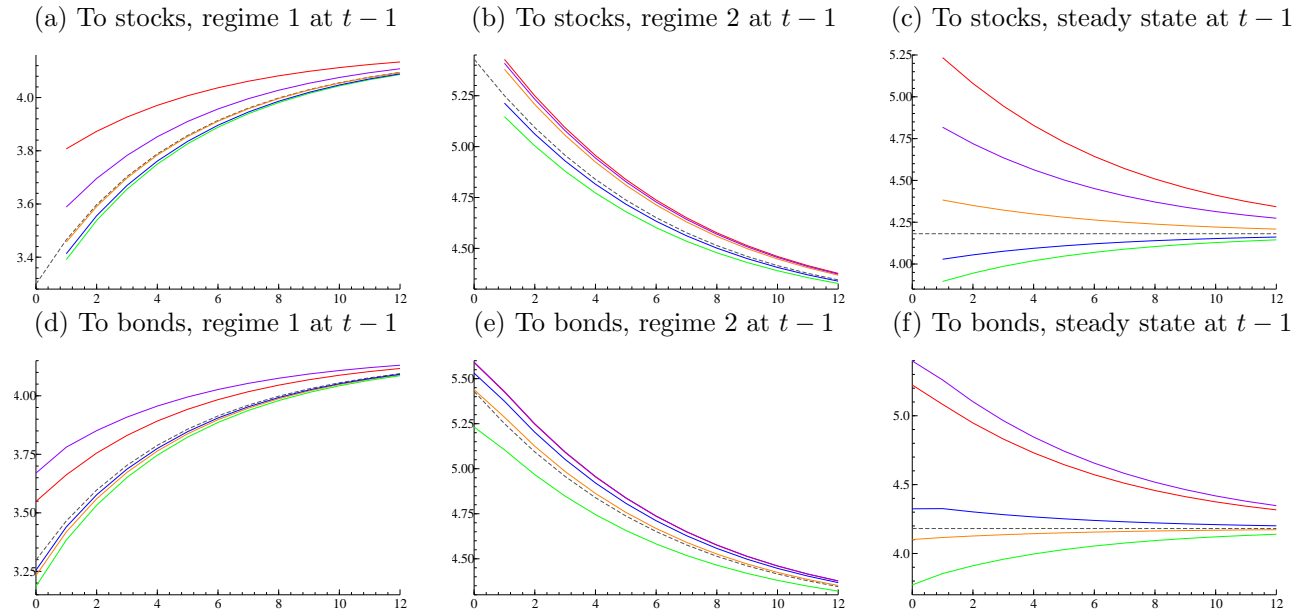 (a) To stocks, regime 1 at t − 1
(b) To stocks, regime 2 at t − 1
(c) To stocks, steady state at t − 1
4.0
3.8
3.6
3.4
0 2 4 6 8 10 12
5.25
5.00
4.75
4.50
0 2 4 6 8 10 12
5.25
5.00
4.75
4.50
4.25
4.00
0 2 4 6 8 10 12
(d) To bonds, regime 1 at t − 1
(e) To bonds, regime 2 at t − 1
(f) To bonds, steady state at t − 1
4.00
3.75
3.50
3.25
0 2 4 6 8 10 12
5.50
5.25
5.00
4.75
4.50
0 2 4 6 8 10 12
5.0
4.5
4.0
0 2 4 6 8 10 12